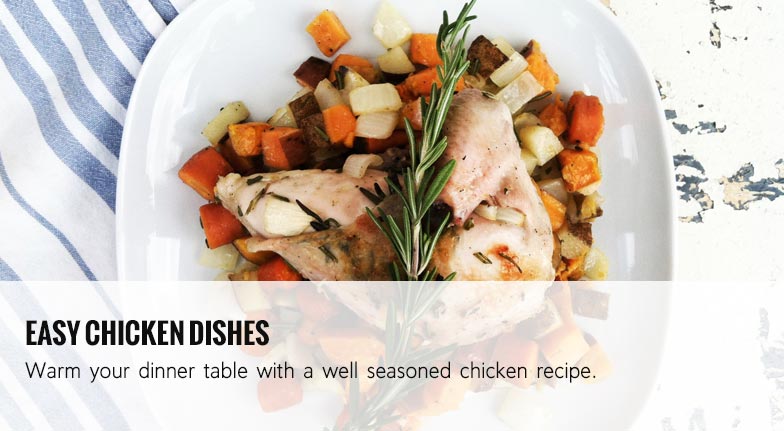 EASY CHICKEN DISHES
Warm your dinner table with a well seasoned chicken recipe.